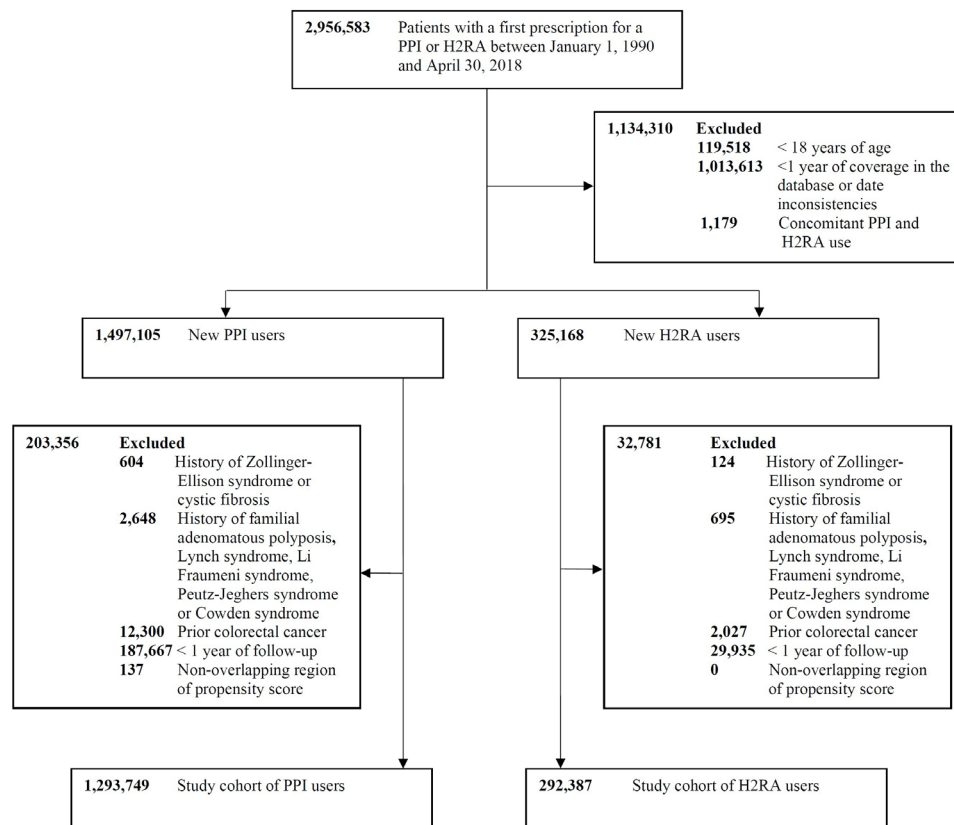 2,956,583 Patients with a first prescription for a
PPI or H2RA between January 1, 1990
and April 30, 2018
1,134,310 Excluded
119,518 < 18 years of age
1,013,613 <1 year of coverage in the
database or date
inconsistencies
1,179 Concomitant PPI and
H2RA use
1,497,105 New PPI users
325,168 New H2RA users
203,356 Excluded
604 History of Zollinger-
Ellison syndrome or
cystic fibrosis
2,648 History of familial
adenomatous polyposis,
Lynch syndrome, Li
Fraumeni syndrome,
Peutz-Jeghers syndrome
or Cowden syndrome
12,300 Prior colorectal cancer
187,667 < 1 year of follow-up
137 Non-overlapping region
of propensity score
32,781 Excluded
124 History of Zollinger-
Ellison syndrome or
cystic fibrosis
695 History of familial
adenomatous polyposis,
Lynch syndrome, Li
Fraumeni syndrome,
Peutz-Jeghers syndrome
or Cowden syndrome
2,027 Prior colorectal cancer
29,935 < 1 year of follow-up
0 Non-overlapping region
of propensity score
1,293,749 Study cohort of PPI users
292,387 Study cohort of H2RA users